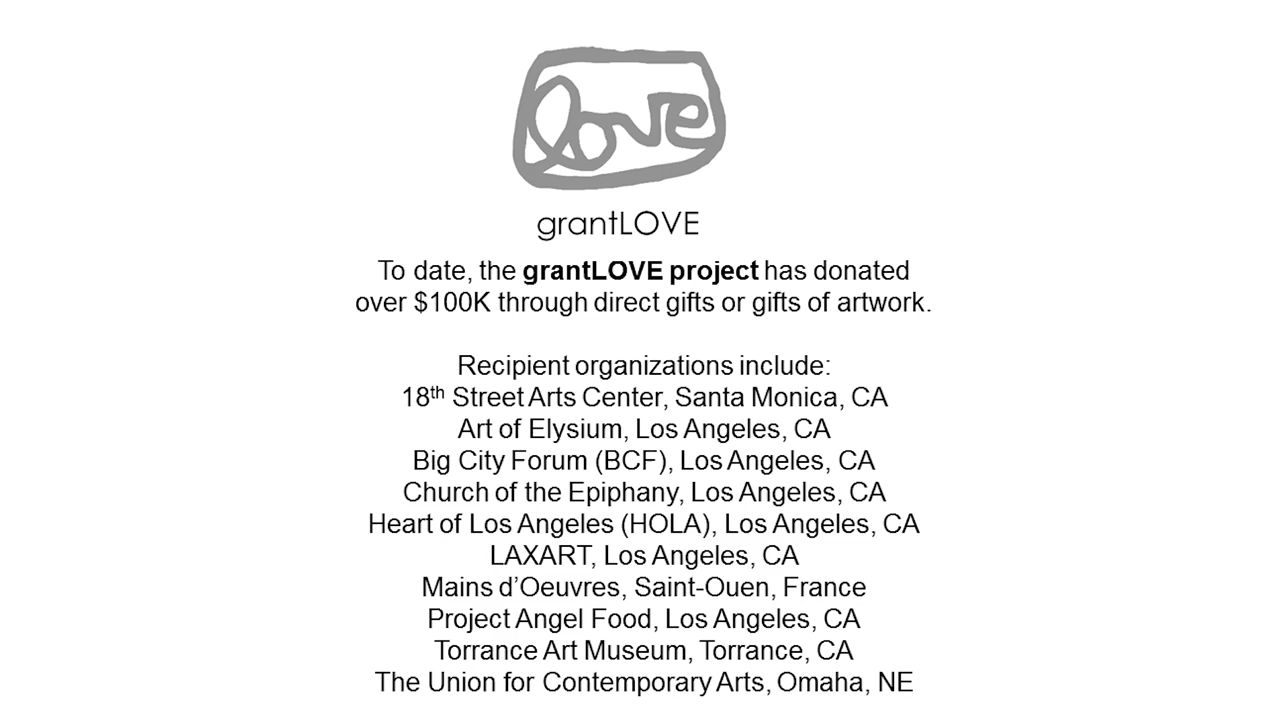 love
grantLOVE
To date, the grantLOVE project has donated
over $100K through direct gifts or gifts of artwork.
Recipient organizations include:
18th Street Arts Center, Santa Monica, CA
Art of Elysium, Los Angeles, CA
Big City Forum (BCF), Los Angeles, CA
Church of the Epiphany, Los Angeles, CA
Heart of Los Angeles (HOLA), Los Angeles, CA
LAXART, Los Angeles, CA
Mains d’Oeuvres, Saint-Ouen, France
Project Angel Food, Los Angeles, CA
Torrance Art Museum, Torrance, CA
The Union for Contemporary Arts, Omaha, NE